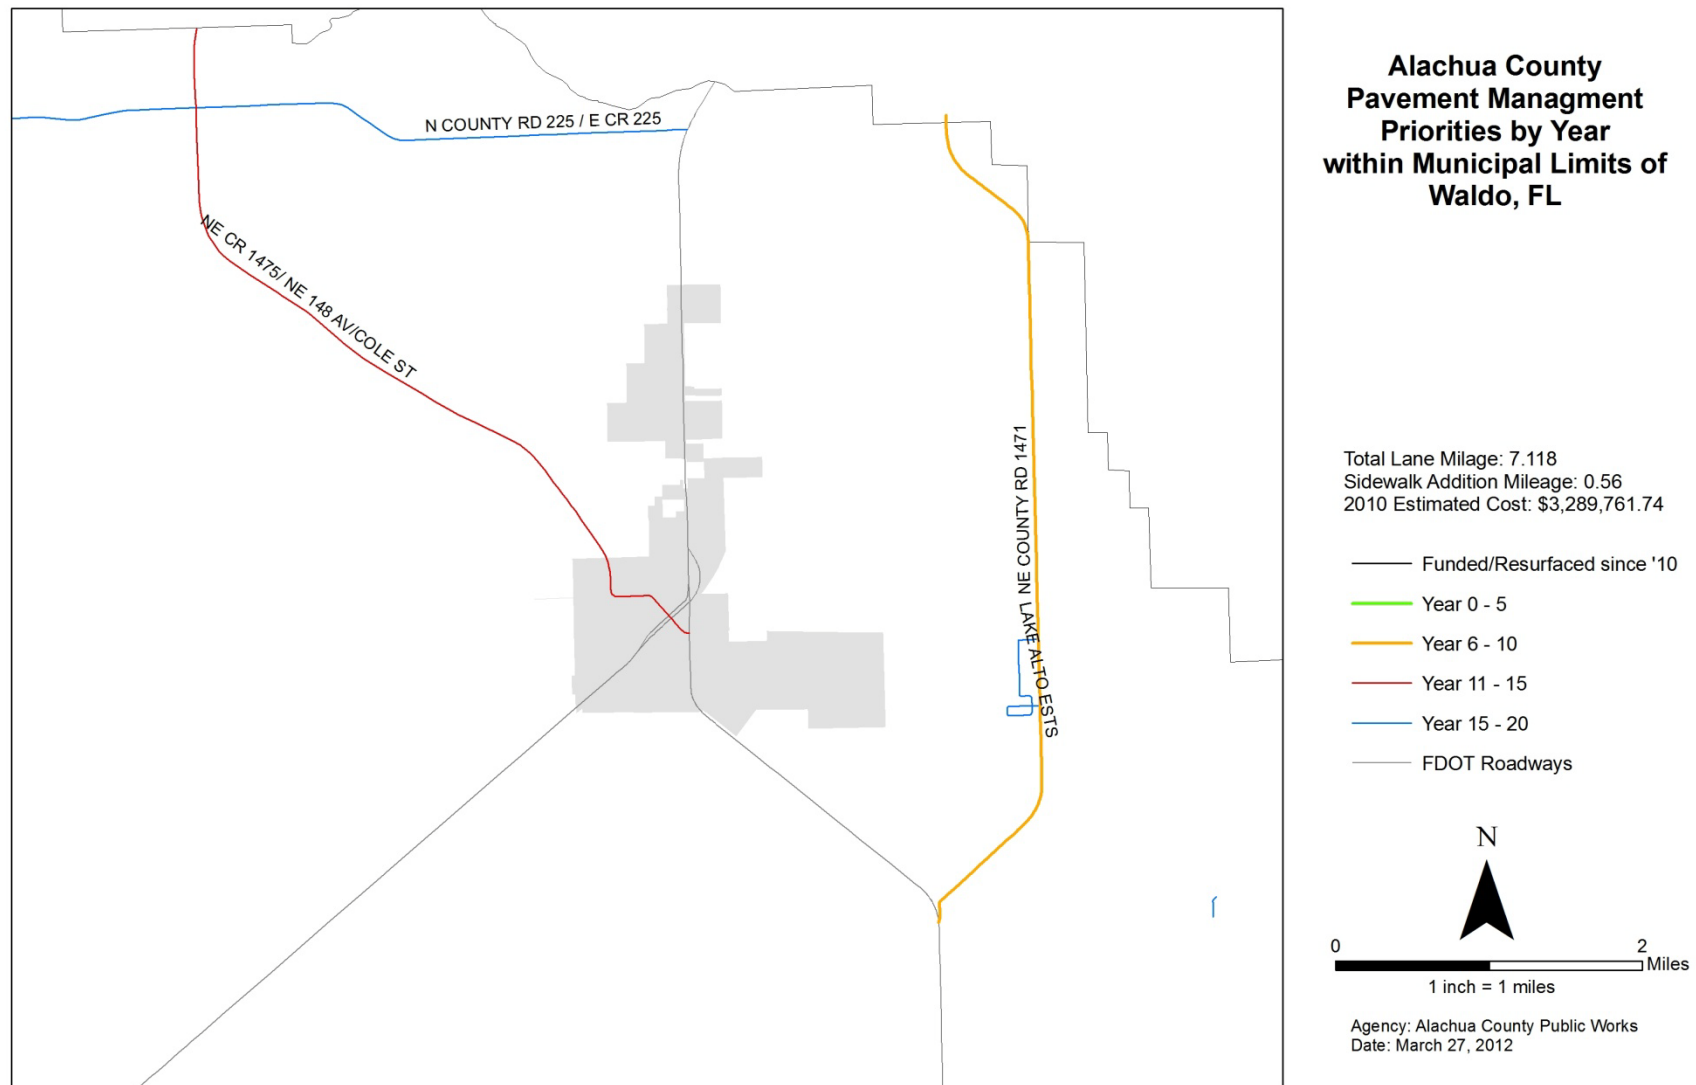 Alachua County
Pavement Managment
Priorities by Year
within Municipal Limits of
Waldo, FL
N COUNTY RD 225 / E CR 225
NE CR 1475/ NE 148 AV/COLE ST
NE COUNTY RD 1471
LAKE ALTO ESTS
Total Lane Milage: 7.118
Sidewalk Addition Mileage: 0.56
2010 Estimated Cost: $3,289,761.74
Funded/Resurfaced since '10
Year 0 - 5
Year 6 - 10
Year 11 - 15
Year 15 - 20
FDOT Roadways
N
0 2
Miles
1 inch = 1 miles
Agency: Alachua County Public Works
Date: March 27, 2012